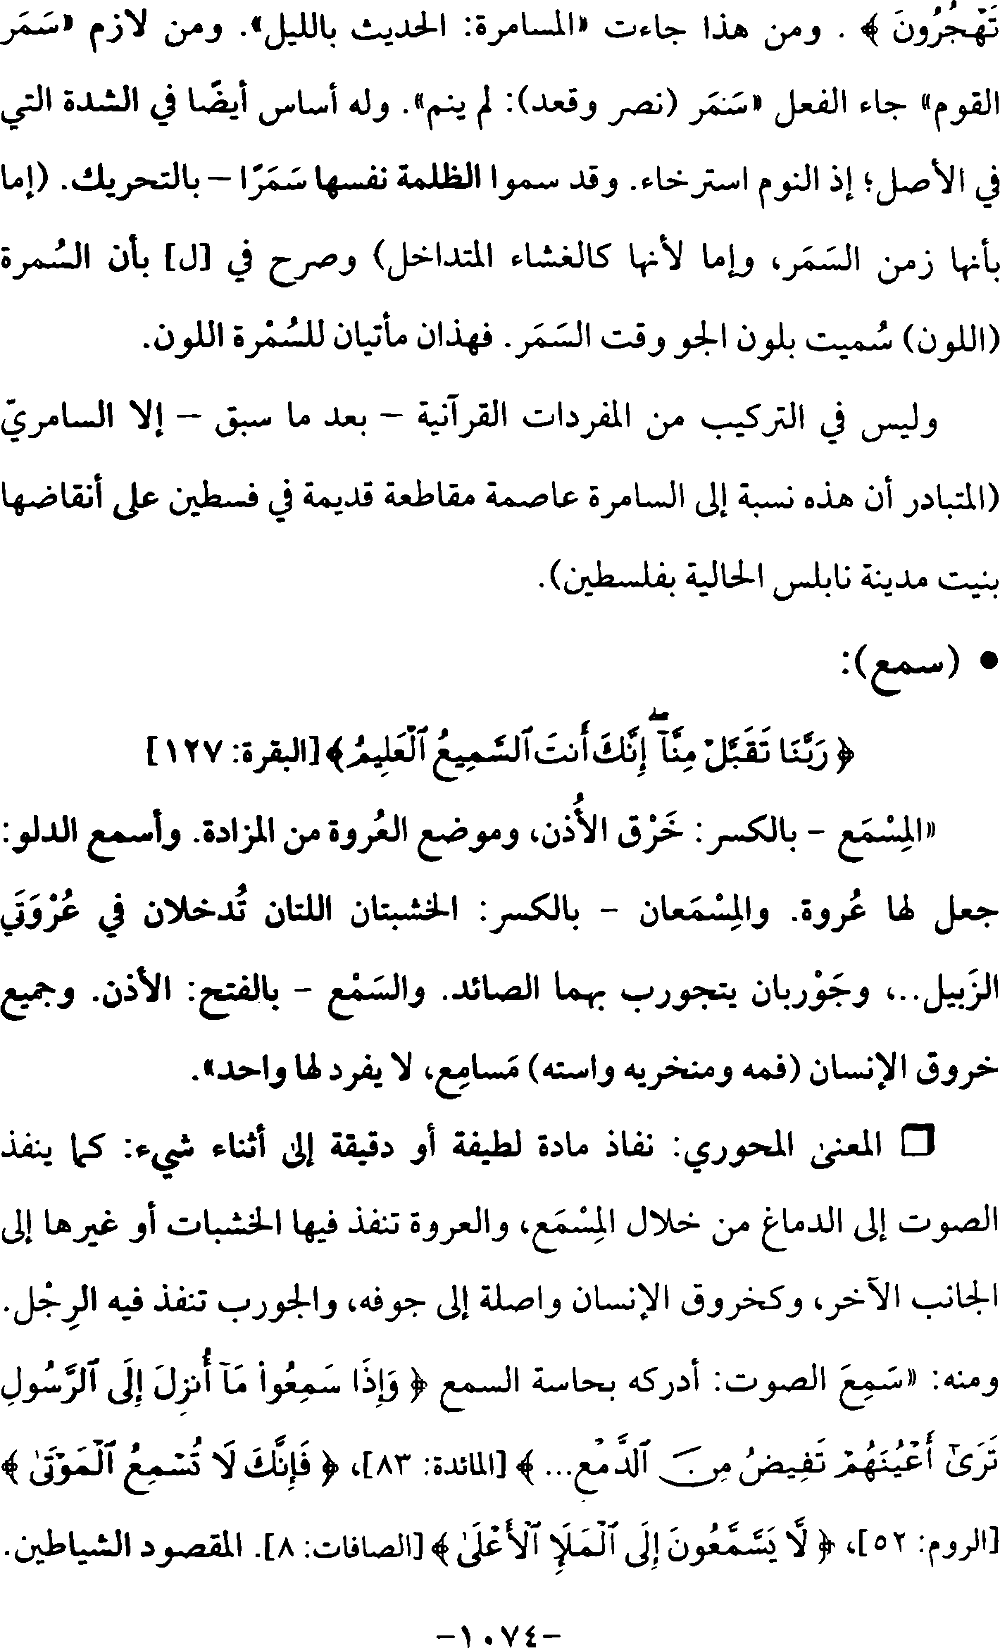 تَهْجُرُونَ ﴾ . ومن هذا جاءت «المسامرة: الحديث بالليل». ومن لازم «سَمَر
القوم» جاء الفعل «سَنمَر (نصر وقعد): لم ينم». وله أساس أيضًا في الشدة التي
في الأصل؛ إذ النوم استرخاء. وقد سموا الظلمة نفسها سَمَرًا – بالتحريك. (إما
بأنها زمن السَمَر، وإما لأنها كالغشاء المتداخل) وصرح في [ل] بأن السُمرة
(اللون) سُميت بلون الجو وقت السَمَر. فهذان مأتيان للسُمْرة اللون.
وليس في التركيب من المفردات القرآنية – بعد ما سبق – إلا السامريّ
(المتبادر أن هذه نسبة إلى السامرة عاصمة مقاطعة قديمة في فسطين على أنقاضها
بنيت مدينة نابلس الحالية بفلسطين).
• (سمع):
﴿ رَبَّنَا تَقَبَّلْ مِنَّآ ۖ إِنَّكَ أَنتَ ٱلسَّمِيعُ ٱلْعَلِيمُ ﴾ [البقرة: ١٢٧]
«المِسْمَع – بالكسر: خَرْق الأُذن، وموضع العُروة من المزادة. وأسمع الدلو:
جعل لها عُروة. والمِسْمَعان – بالكسر: الخشبتان اللتان تُدخلان في عُرْوَتَي
الزَبيل..، وجَوْربان يتجورب بهما الصائد. والسَمْع – بالفتح: الأذن. وجميع
خروق الإنسان (فمه ومنخريه واسته) مَسامِع، لا يفرد لها واحد».
❒ المعنى المحوري: نفاذ مادة لطيفة أو دقيقة إلى أثناء شيء: كما ينفذ
الصوت إلى الدماغ من خلال المِسْمَع، والعروة تنفذ فيها الخشبات أو غيرها إلى
الجانب الآخر، وكخروق الإنسان واصلة إلى جوفه، والجورب تنفذ فيه الرِجْل.
ومنه: «سَمِعَ الصوت: أدركه بحاسة السمع ﴿ وَإِذَا سَمِعُوا۟ مَآ أُنزِلَ إِلَى ٱلرَّسُولِ
تَرَىٰٓ أَعْيُنَهُمْ تَفِيضُ مِنَ ٱلدَّمْعِ... ﴾ [المائدة: ٨٣]، ﴿ فَإِنَّكَ لَا تُسْمِعُ ٱلْمَوْتَىٰ ﴾
[الروم: ٥٢]، ﴿ لَّا يَسَّمَّعُونَ إِلَى ٱلْمَلَإِ ٱلْأَعْلَىٰ ﴾ [الصافات: ٨]. المقصود الشياطين.
–١٠٧٤–